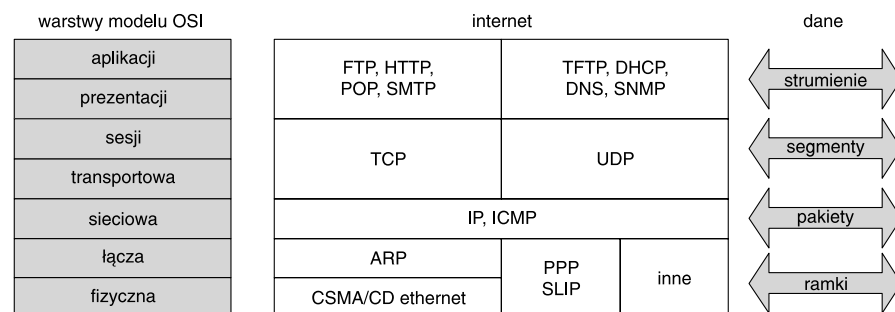 warstwy modelu OSI
internet
dane
aplikacji
prezentacji
sesji
transportowa
sieciowa
łącza
fizyczna
FTP, HTTP,
POP, SMTP
TFTP, DHCP,
DNS, SNMP
TCP
UDP
IP, ICMP
ARP
CSMA/CD ethernet
PPP
SLIP
inne
strumienie
segmenty
pakiety
ramki